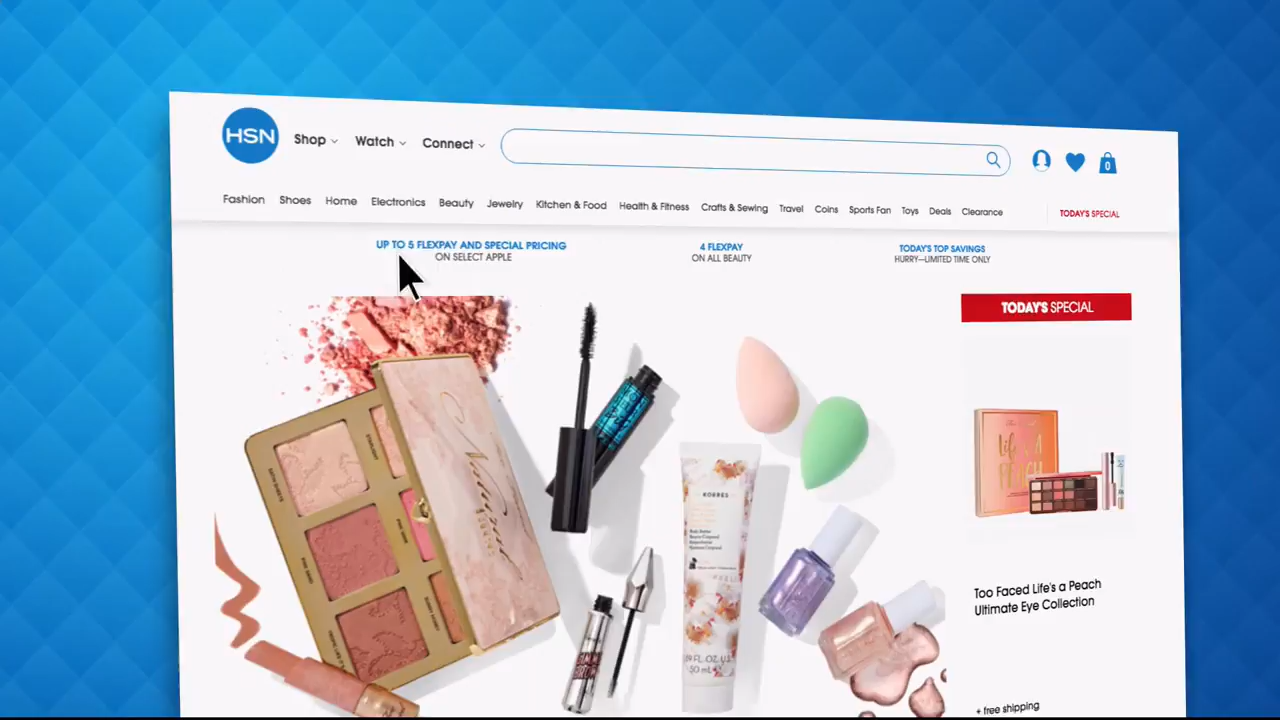 HSN
Shop
Watch
Connect
0
Fashion
Shoes
Home
Electronics
Beauty
Jewelry
Kitchen & Food
Health & Fitness
Crafts & Sewing
Travel
Coins
Sports Fan
Toys
Deals
Clearance
TODAY'S SPECIAL
UP TO 5 FLEXPAY AND SPECIAL PRICING
ON SELECT APPLE
4 FLEXPAY
ON ALL BEAUTY
TODAY'S TOP SAVINGS
HURRY—LIMITED TIME ONLY
TODAY'S SPECIAL
KORRES
50 mL
Too Faced Life's a Peach
Ultimate Eye Collection
+ free shipping